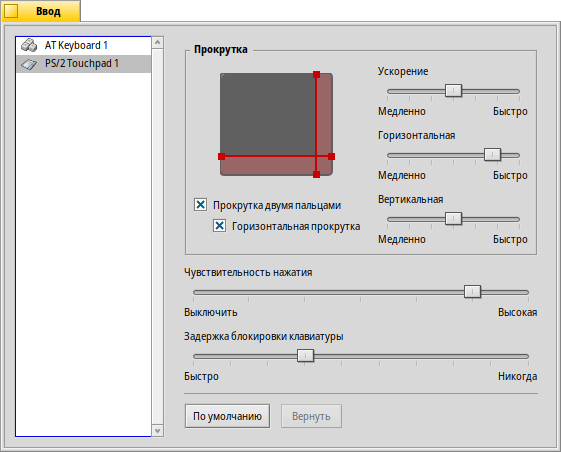 Ввод
AT Keyboard 1
PS/2 Touchpad 1
Прокрутка
Ускорение
Медленно Быстро
Горизонтальная
Медленно Быстро
Вертикальная
Медленно Быстро
Прокрутка двумя пальцами
Горизонтальная прокрутка
Чувствительность нажатия
Выключить Высокая
Задержка блокировки клавиатуры
Быстро Никогда
По умолчанию Вернуть